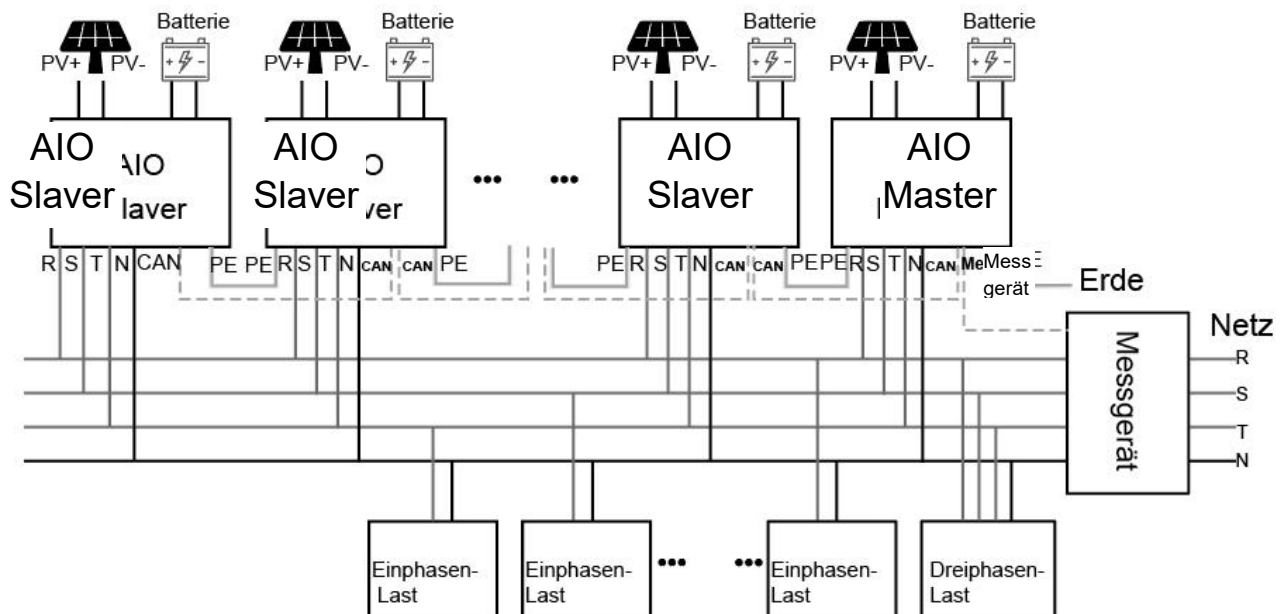 Batterie Batterie Batterie Batterie
PV+ PV- PV+ PV- PV+ PV- PV+ PV-
AIO
Slaver
AIO
Slaver
AIO
Slaver
AIO
Master
R S T N CAN PE PE R S T N CAN CAN PE PE R S T N CAN CAN PE PE R S T N CAN
Mess
gerät
Erde
Netz
Messgerät
R
S
T
N
Einphasen-
Last
Einphasen-
Last
Einphasen-
Last
Dreiphasen-
Last